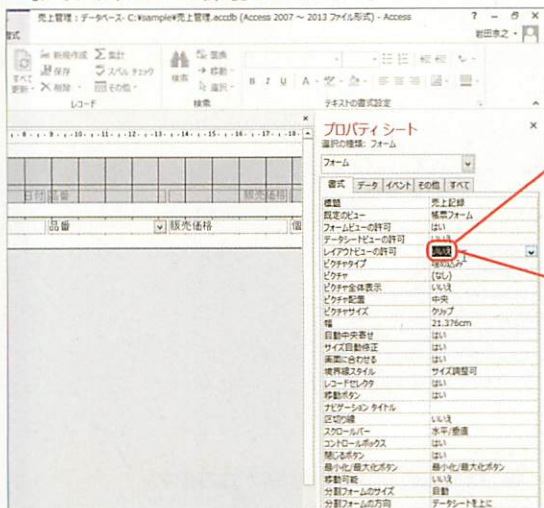 売上管理 : データベース- C:¥sample¥売上管理.accdb (Access 2007 ～ 2013 ファイル形式) - Access
岩田宗之
新規作成 Σ 集計
保存 スペル チェック
すべて更新 削除 その他
レコード
検索 置換
移動
選択
検索
B I U
テキストの書式設定
日付 品番 販売価格
品番 販売価格 個
プロパティ シート
選択の種類: フォーム
フォーム
書式 データ イベント その他 すべて
標題 売上記録
既定のビュー 帳票フォーム
フォームビューの許可 はい
データシートビューの許可 いいえ
レイアウトビューの許可 いいえ
ピクチャタイプ 埋め込み
ピクチャ (なし)
ピクチャ全体表示 いいえ
ピクチャ配置 中央
ピクチャサイズ クリップ
幅 21.376cm
自動中央寄せ はい
サイズ自動修正 はい
画面に合わせる はい
境界線スタイル サイズ調整可
レコードセレクタ はい
移動ボタン はい
ナビゲーション タイトル
区切り線 いいえ
スクロールバー 水平/垂直
コントロールボックス はい
閉じるボタン はい
最小化/最大化ボタン 最小化/最大化ボタン
移動可能 いいえ
分割フォームのサイズ 自動
分割フォームの方向 データシートを上に